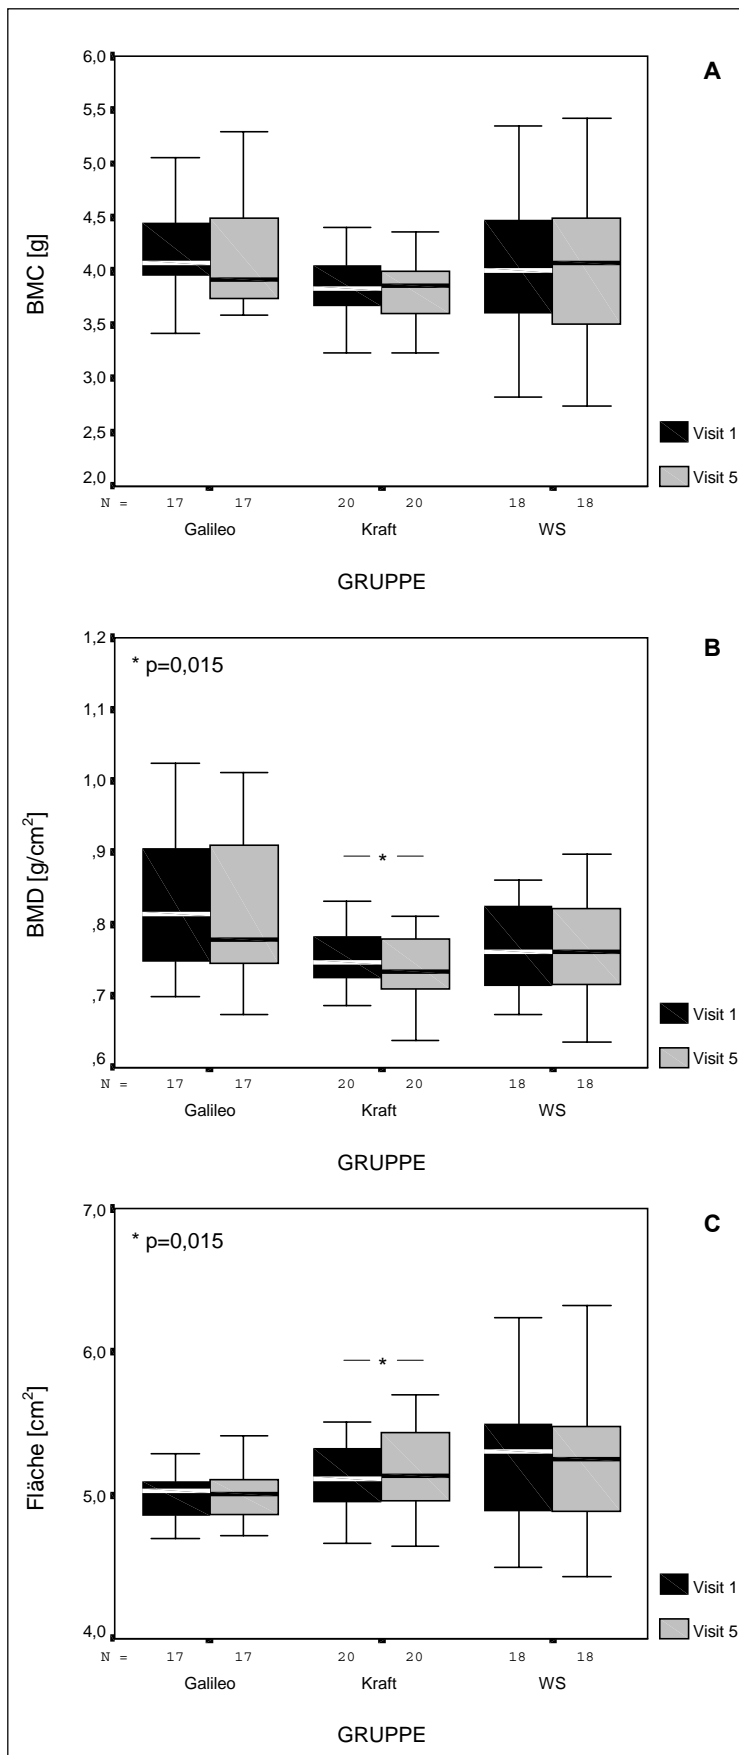 A
6,0
5,5
5,0
4,5
4,0
3,5
3,0
2,5
2,0
BMC [g]
Visit 1
Visit 5
N = 17 17 20 20 18 18
Galileo Kraft WS
GRUPPE
B
* p=0,015
1,2
1,1
1,0
,9
,8
,7
,6
BMD [g/cm²]
*
Visit 1
Visit 5
N = 17 17 20 20 18 18
Galileo Kraft WS
GRUPPE
C
* p=0,015
7,0
6,0
5,0
4,0
Fläche [cm²]
*
Visit 1
Visit 5
N = 17 17 20 20 18 18
Galileo Kraft WS
GRUPPE